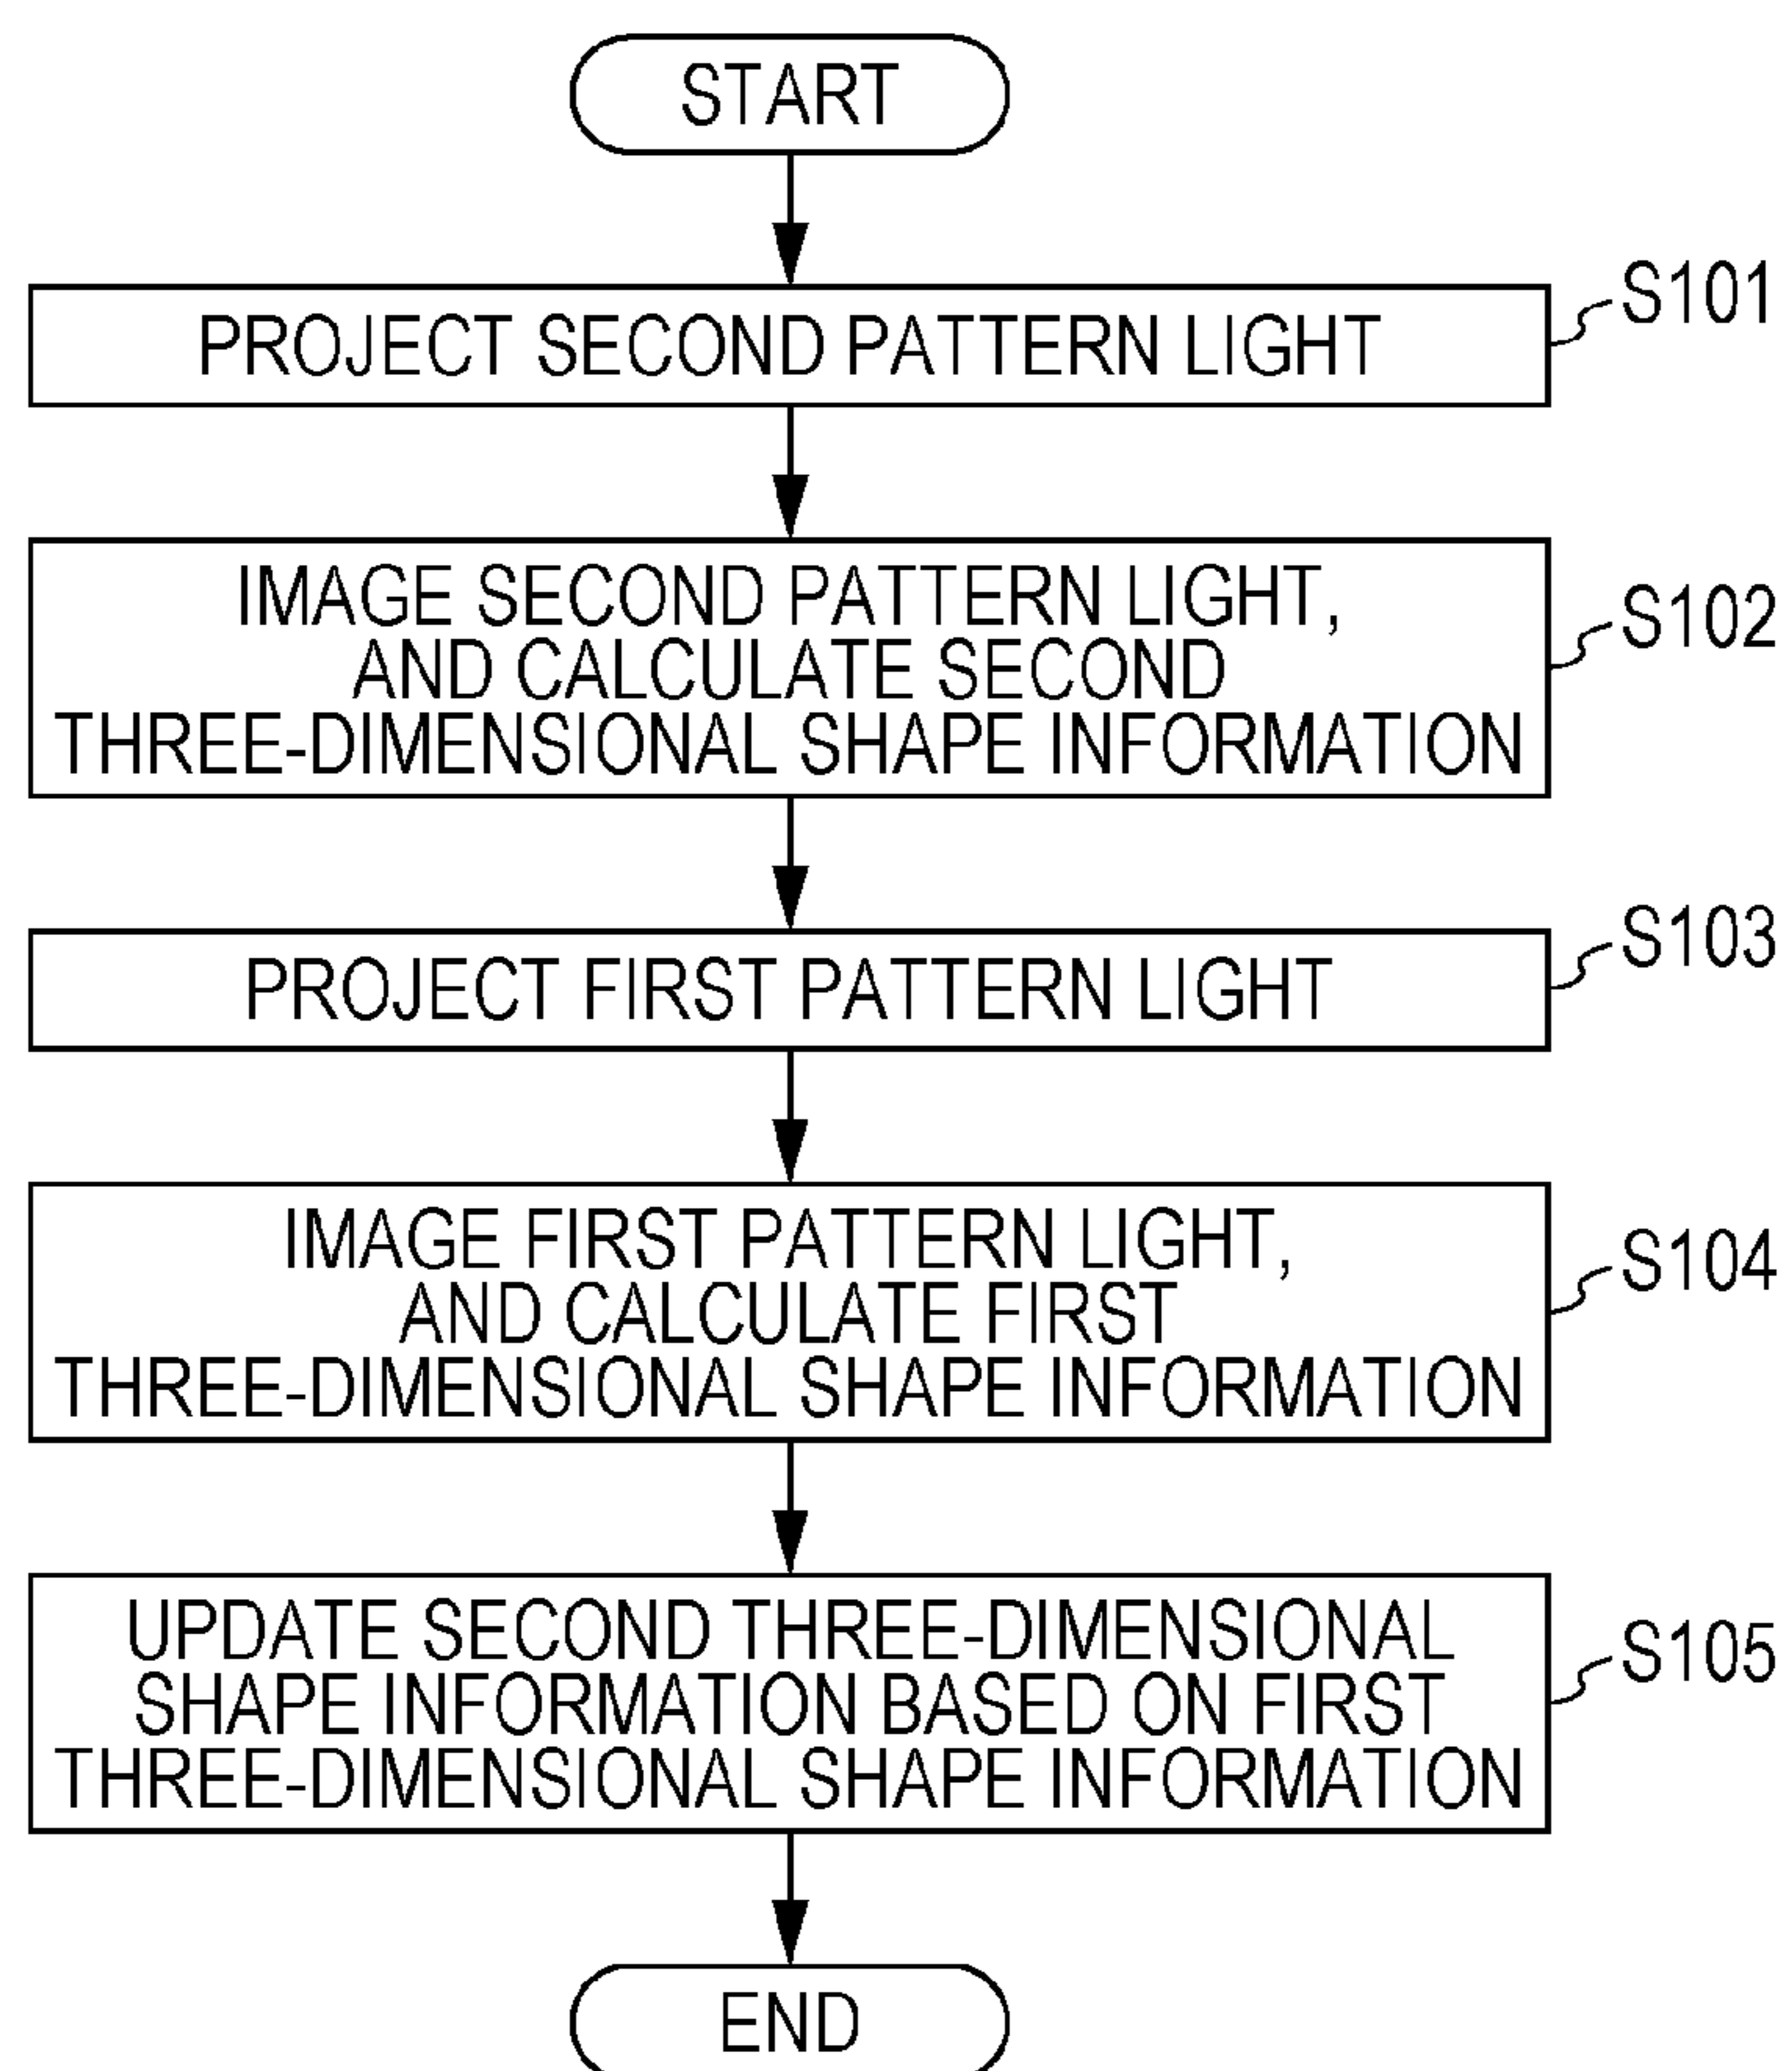 START
PROJECT SECOND PATTERN LIGHT
S101
IMAGE SECOND PATTERN LIGHT,
AND CALCULATE SECOND
THREE-DIMENSIONAL SHAPE INFORMATION
S102
PROJECT FIRST PATTERN LIGHT
S103
IMAGE FIRST PATTERN LIGHT,
AND CALCULATE FIRST
THREE-DIMENSIONAL SHAPE INFORMATION
S104
UPDATE SECOND THREE-DIMENSIONAL
SHAPE INFORMATION BASED ON FIRST
THREE-DIMENSIONAL SHAPE INFORMATION
S105
END